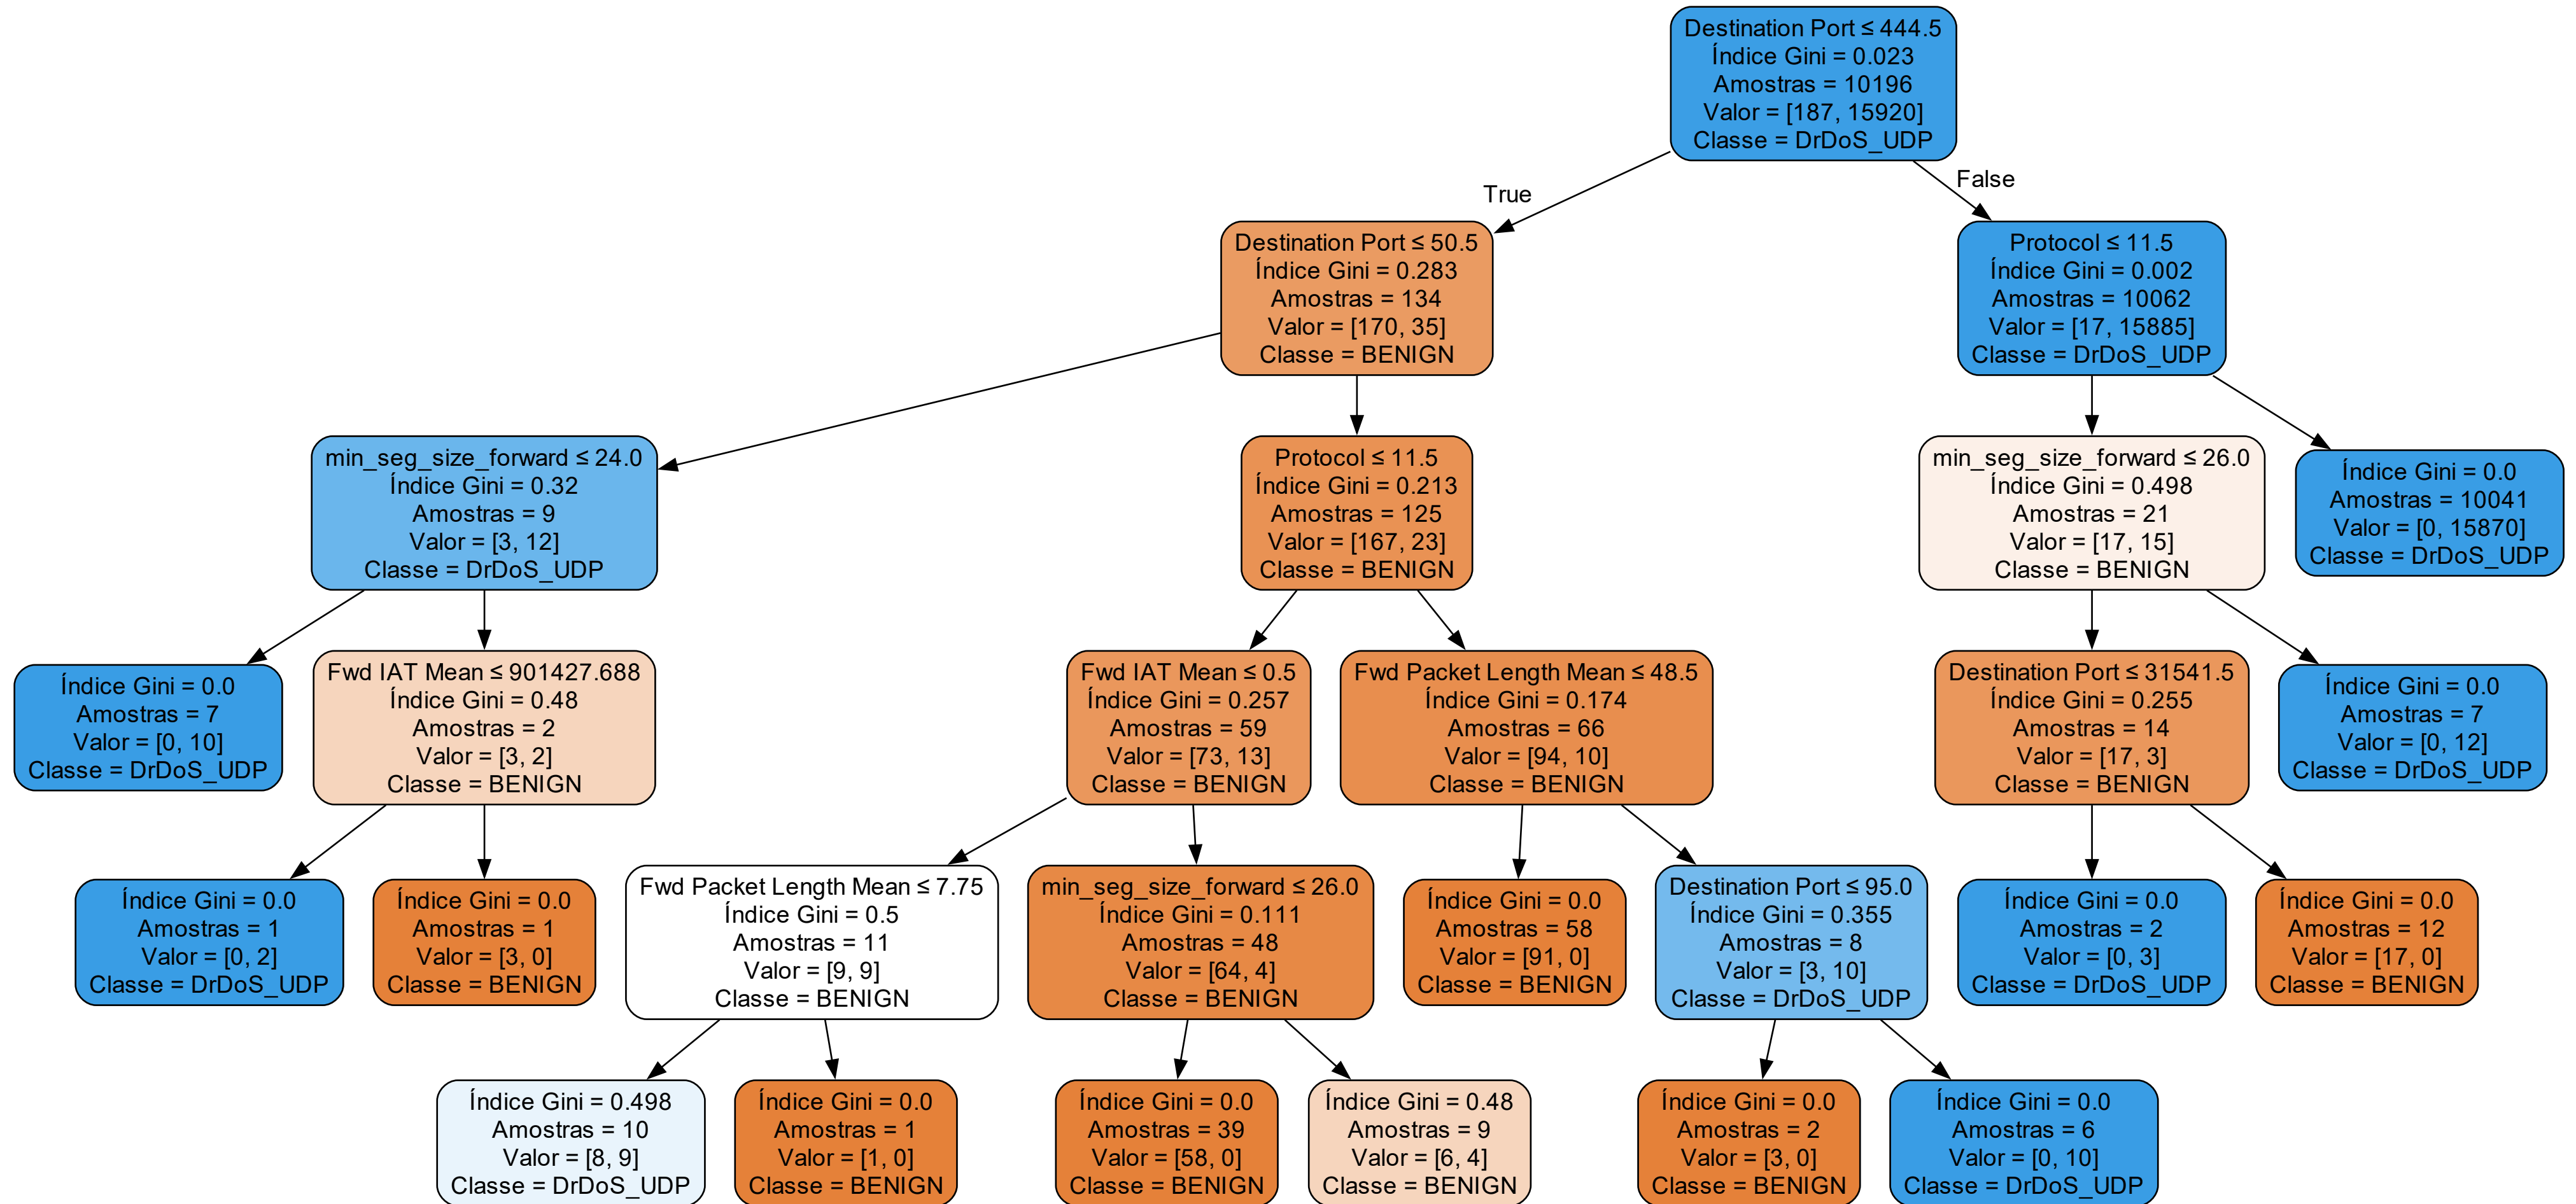 Destination Port ≤ 444.5
Índice Gini = 0.023
Amostras = 10196
Valor = [187, 15920]
Classe = DrDoS_UDP
True
False
Destination Port ≤ 50.5
Índice Gini = 0.283
Amostras = 134
Valor = [170, 35]
Classe = BENIGN
Protocol ≤ 11.5
Índice Gini = 0.002
Amostras = 10062
Valor = [17, 15885]
Classe = DrDoS_UDP
min_seg_size_forward ≤ 24.0
Índice Gini = 0.32
Amostras = 9
Valor = [3, 12]
Classe = DrDoS_UDP
Protocol ≤ 11.5
Índice Gini = 0.213
Amostras = 125
Valor = [167, 23]
Classe = BENIGN
min_seg_size_forward ≤ 26.0
Índice Gini = 0.498
Amostras = 21
Valor = [17, 15]
Classe = BENIGN
Índice Gini = 0.0
Amostras = 10041
Valor = [0, 15870]
Classe = DrDoS_UDP
Índice Gini = 0.0
Amostras = 7
Valor = [0, 10]
Classe = DrDoS_UDP
Fwd IAT Mean ≤ 901427.688
Índice Gini = 0.48
Amostras = 2
Valor = [3, 2]
Classe = BENIGN
Fwd IAT Mean ≤ 0.5
Índice Gini = 0.257
Amostras = 59
Valor = [73, 13]
Classe = BENIGN
Fwd Packet Length Mean ≤ 48.5
Índice Gini = 0.174
Amostras = 66
Valor = [94, 10]
Classe = BENIGN
Destination Port ≤ 31541.5
Índice Gini = 0.255
Amostras = 14
Valor = [17, 3]
Classe = BENIGN
Índice Gini = 0.0
Amostras = 7
Valor = [0, 12]
Classe = DrDoS_UDP
Índice Gini = 0.0
Amostras = 1
Valor = [0, 2]
Classe = DrDoS_UDP
Índice Gini = 0.0
Amostras = 1
Valor = [3, 0]
Classe = BENIGN
Fwd Packet Length Mean ≤ 7.75
Índice Gini = 0.5
Amostras = 11
Valor = [9, 9]
Classe = BENIGN
min_seg_size_forward ≤ 26.0
Índice Gini = 0.111
Amostras = 48
Valor = [64, 4]
Classe = BENIGN
Índice Gini = 0.0
Amostras = 58
Valor = [91, 0]
Classe = BENIGN
Destination Port ≤ 95.0
Índice Gini = 0.355
Amostras = 8
Valor = [3, 10]
Classe = DrDoS_UDP
Índice Gini = 0.0
Amostras = 2
Valor = [0, 3]
Classe = DrDoS_UDP
Índice Gini = 0.0
Amostras = 12
Valor = [17, 0]
Classe = BENIGN
Índice Gini = 0.498
Amostras = 10
Valor = [8, 9]
Classe = DrDoS_UDP
Índice Gini = 0.0
Amostras = 1
Valor = [1, 0]
Classe = BENIGN
Índice Gini = 0.0
Amostras = 39
Valor = [58, 0]
Classe = BENIGN
Índice Gini = 0.48
Amostras = 9
Valor = [6, 4]
Classe = BENIGN
Índice Gini = 0.0
Amostras = 2
Valor = [3, 0]
Classe = BENIGN
Índice Gini = 0.0
Amostras = 6
Valor = [0, 10]
Classe = DrDoS_UDP